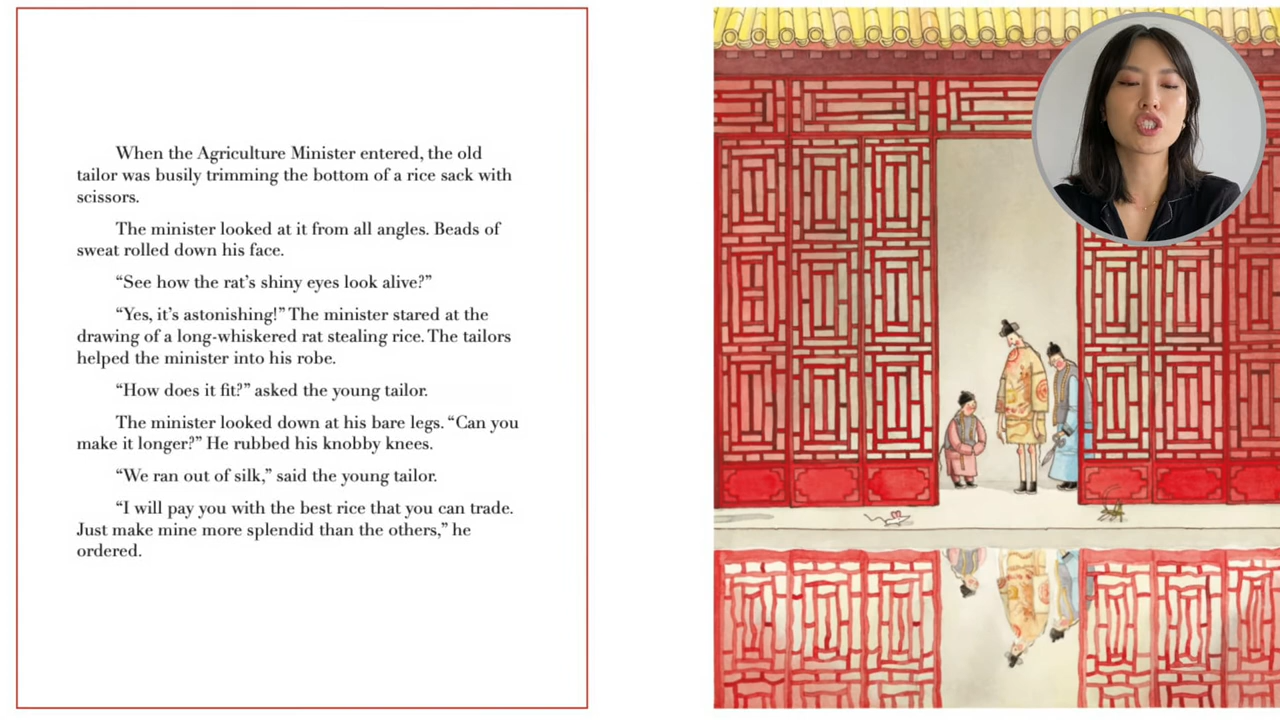 When the Agriculture Minister entered, the old
tailor was busily trimming the bottom of a rice sack with
scissors.
The minister looked at it from all angles. Beads of
sweat rolled down his face.
“See how the rat’s shiny eyes look alive?”
“Yes, it’s astonishing!” The minister stared at the
drawing of a long-whiskered rat stealing rice. The tailors
helped the minister into his robe.
“How does it fit?” asked the young tailor.
The minister looked down at his bare legs. “Can you
make it longer?” He rubbed his knobby knees.
“We ran out of silk,” said the young tailor.
“I will pay you with the best rice that you can trade.
Just make mine more splendid than the others,” he
ordered.